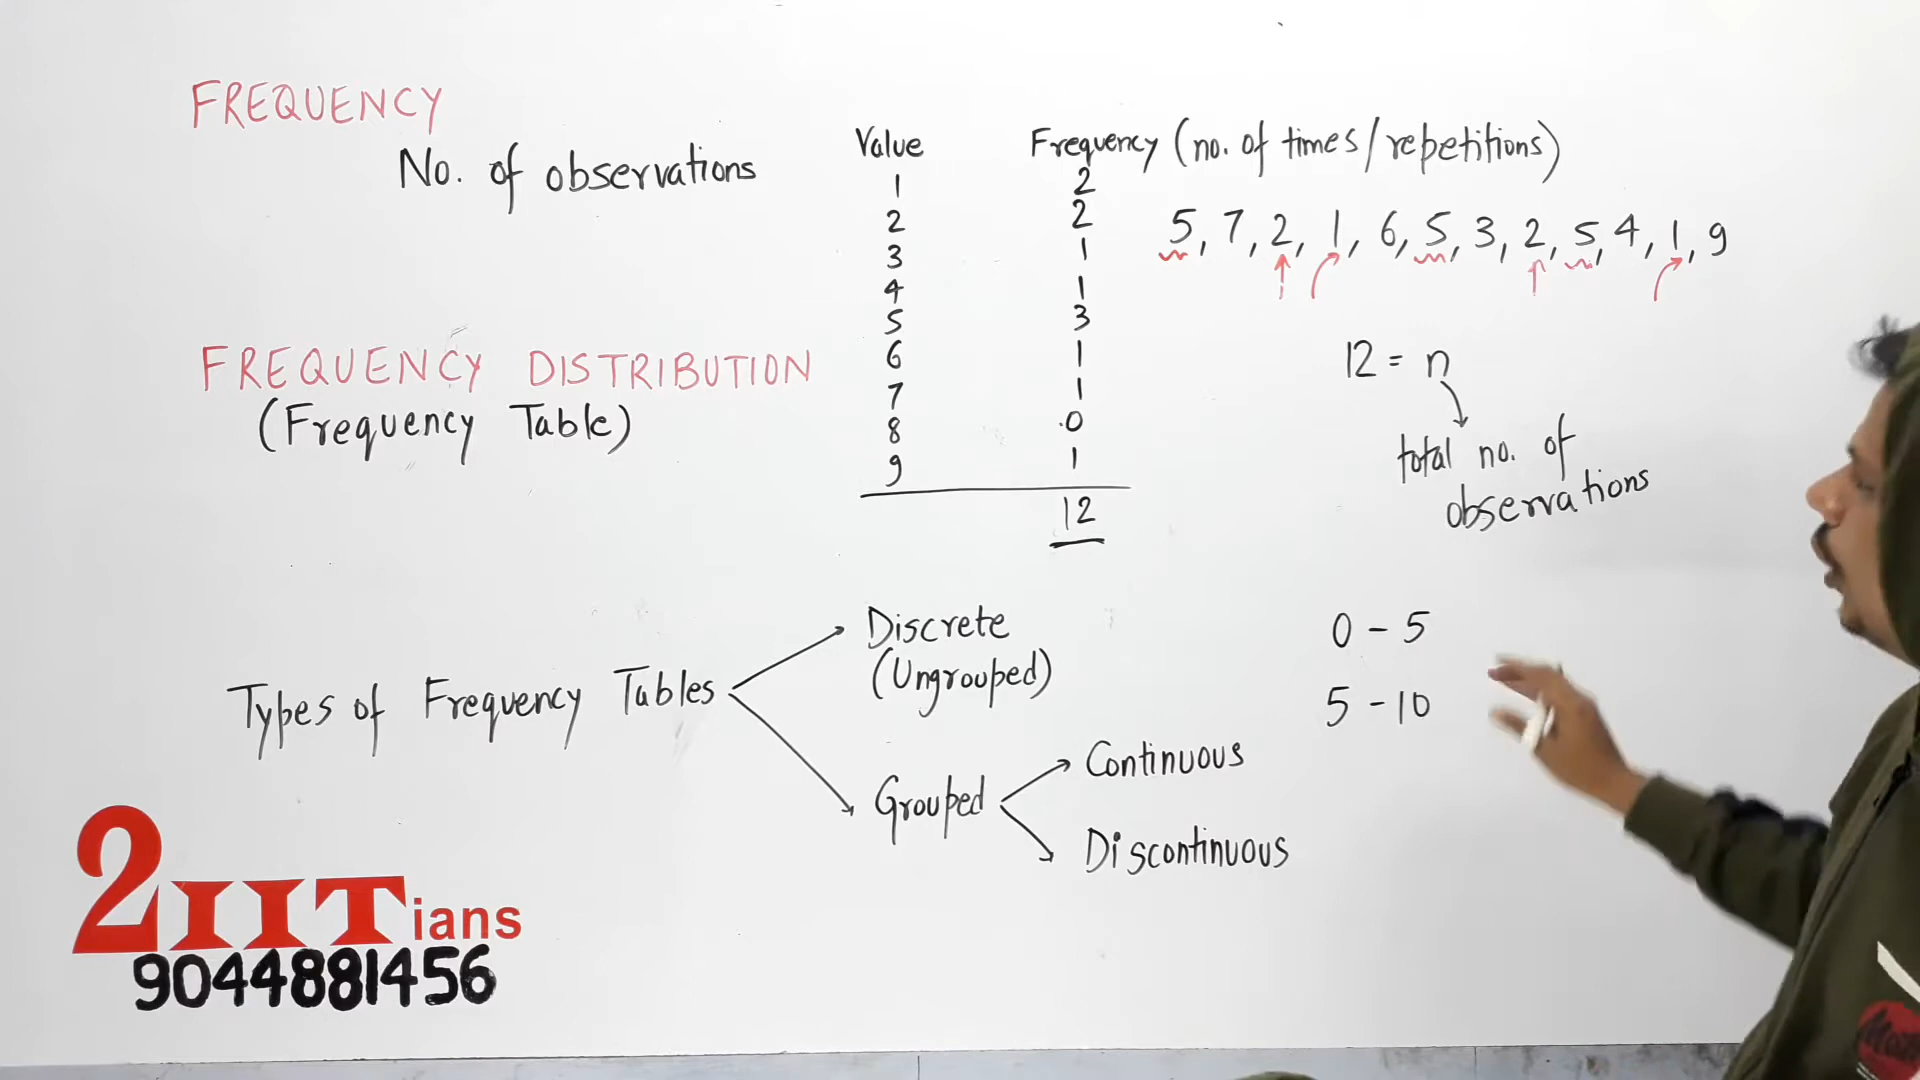 FREQUENCY
No. of observations
Value Frequency (no. of times/repetitions)
1 2
2 2
3 1
4 1
5 3
6 1
7 1
8 0
9 1
12
5, 7, 2, 1, 6, 5, 3, 2, 5, 4, 1, 9
12 = n
total no. of
observations
FREQUENCY DISTRIBUTION
(Frequency Table)
Types of Frequency Tables
Discrete
(Ungrouped)
Grouped
Continuous
Discontinuous
0 - 5
5 - 10
2IITians
9044881456